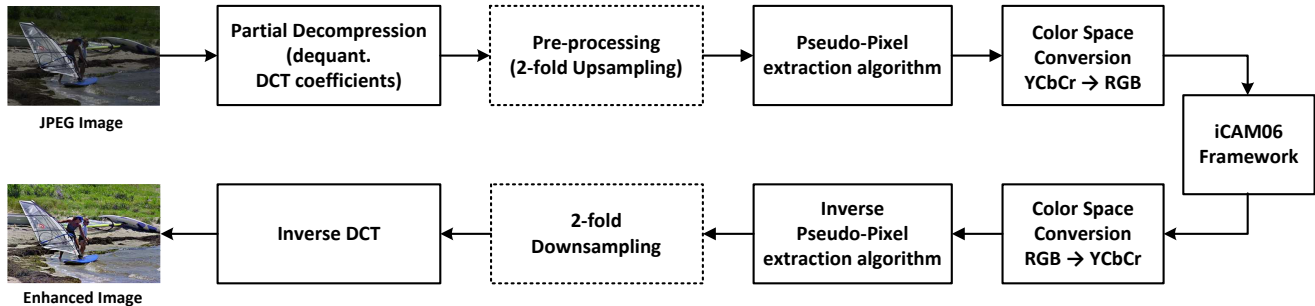 JPEG Image
Partial Decompression
(dequant.
DCT coefficients)
Pre-processing
(2-fold Upsampling)
Pseudo-Pixel
extraction algorithm
Color Space
Conversion
YCbCr → RGB
iCAM06
Framework
Color Space
Conversion
RGB → YCbCr
Inverse
Pseudo-Pixel
extraction algorithm
2-fold
Downsampling
Inverse DCT
Enhanced Image